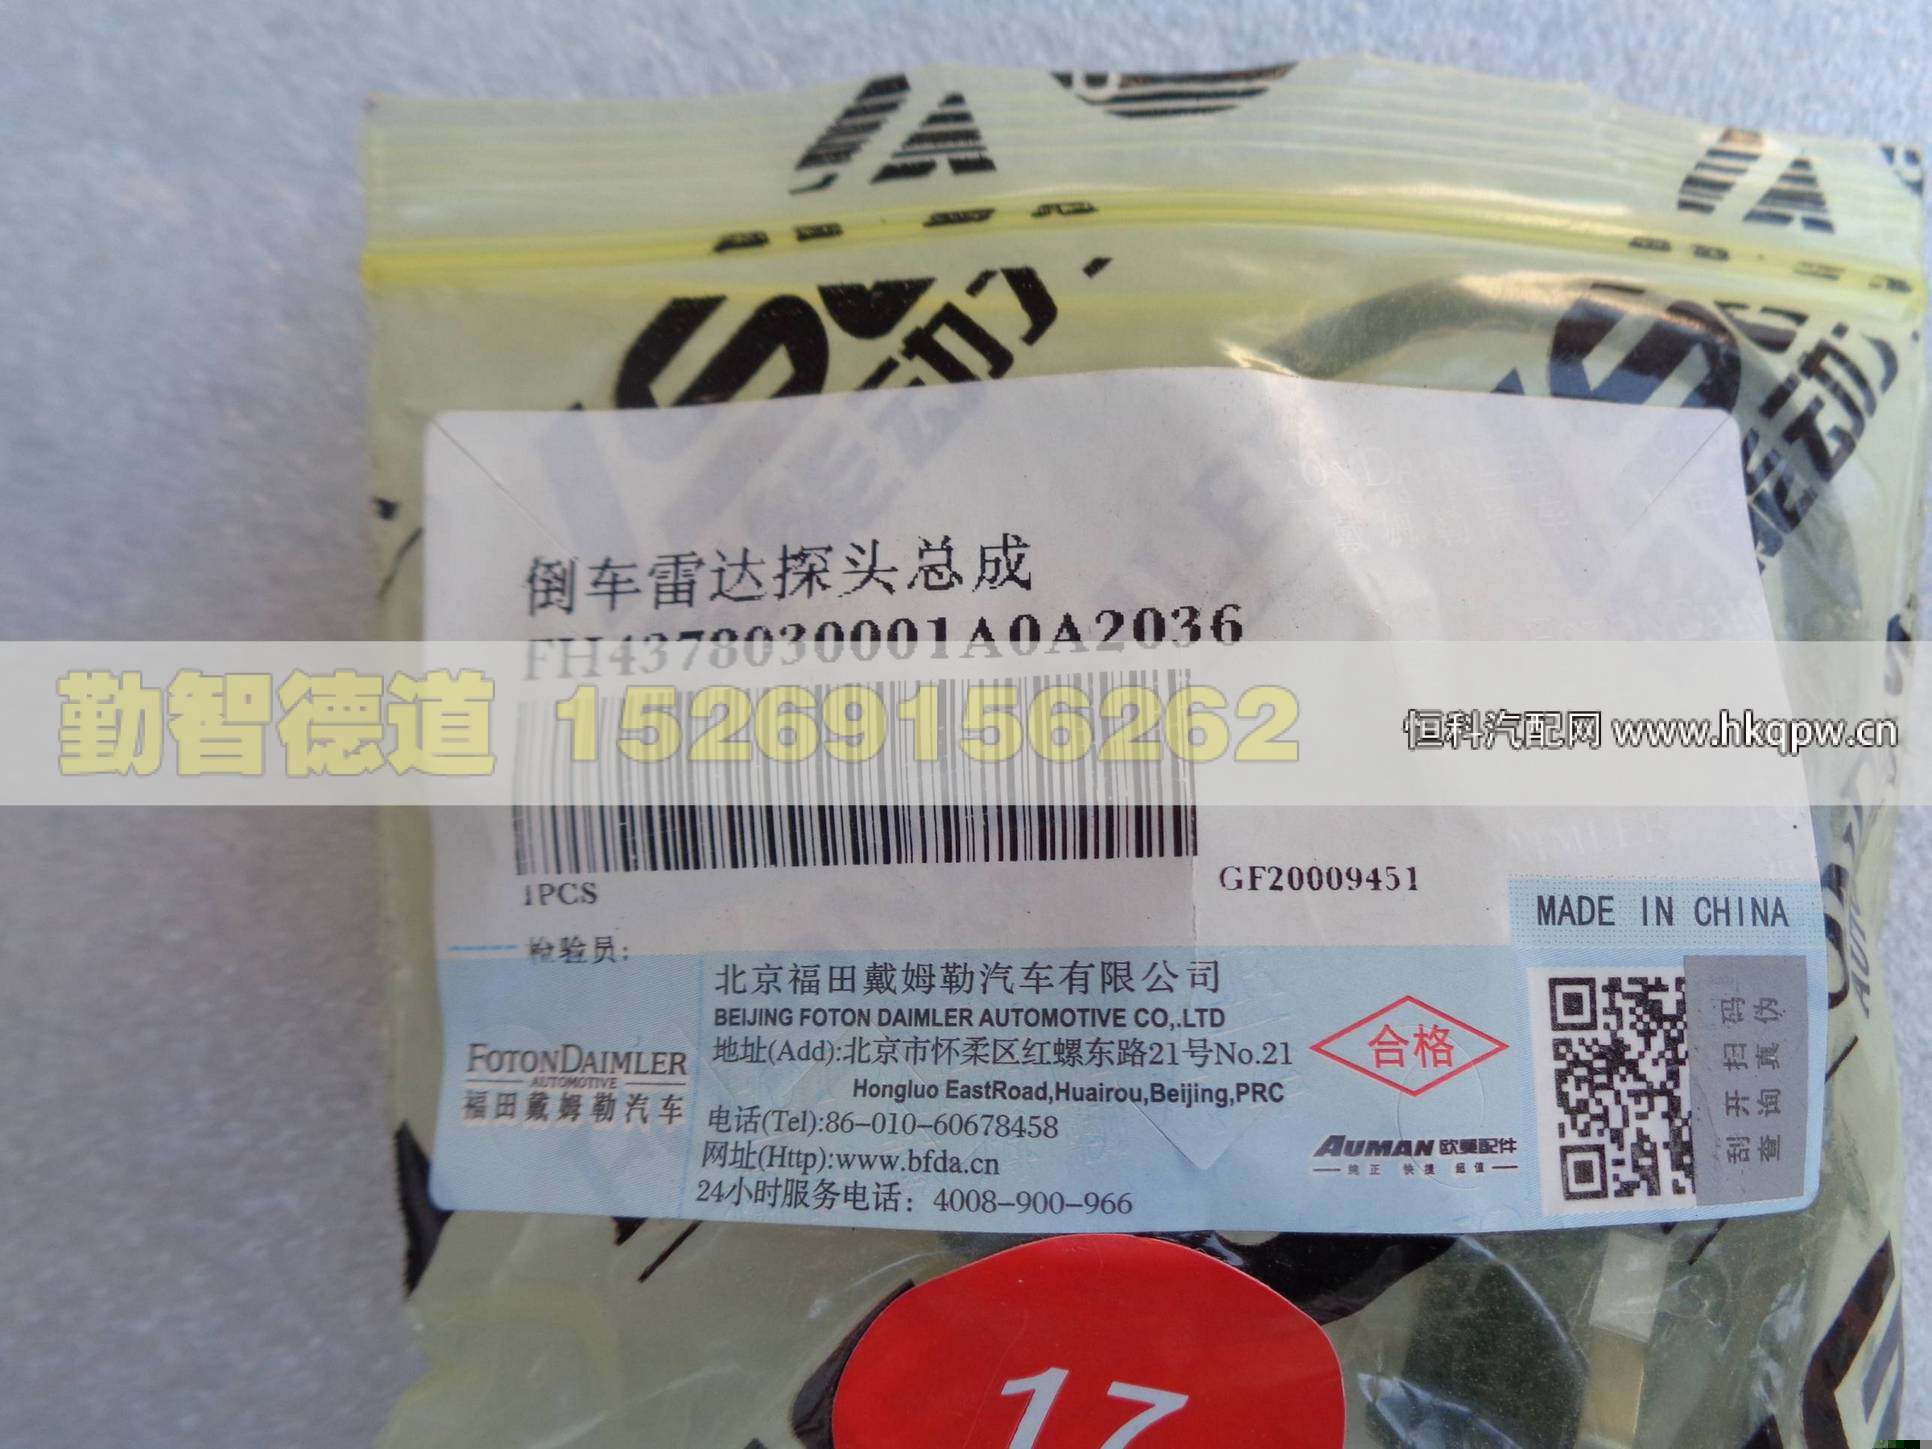 倒车雷达探头总成
FH4378030001A0A2036
勤智德道 15269156262
恒科汽配网 www.hkqpw.cn
1PCS
GF20009451
MADE IN CHINA
检验员:
北京福田戴姆勒汽车有限公司
BEIJING FOTON DAIMLER AUTOMOTIVE CO,.LTD
地址(Add):北京市怀柔区红螺东路21号No.21
Hongluo EastRoad,Huairou,Beijing,PRC
电话(Tel):86-010-60678458
网址(Http):www.bfda.cn
24小时服务电话：4008-900-966
FOTONDAIMLER
AUTOMOTIVE
福田戴姆勒汽车
合格
AUMAN 欧曼配件
纯正 快捷 超值
刮开扫码
查询真伪
17